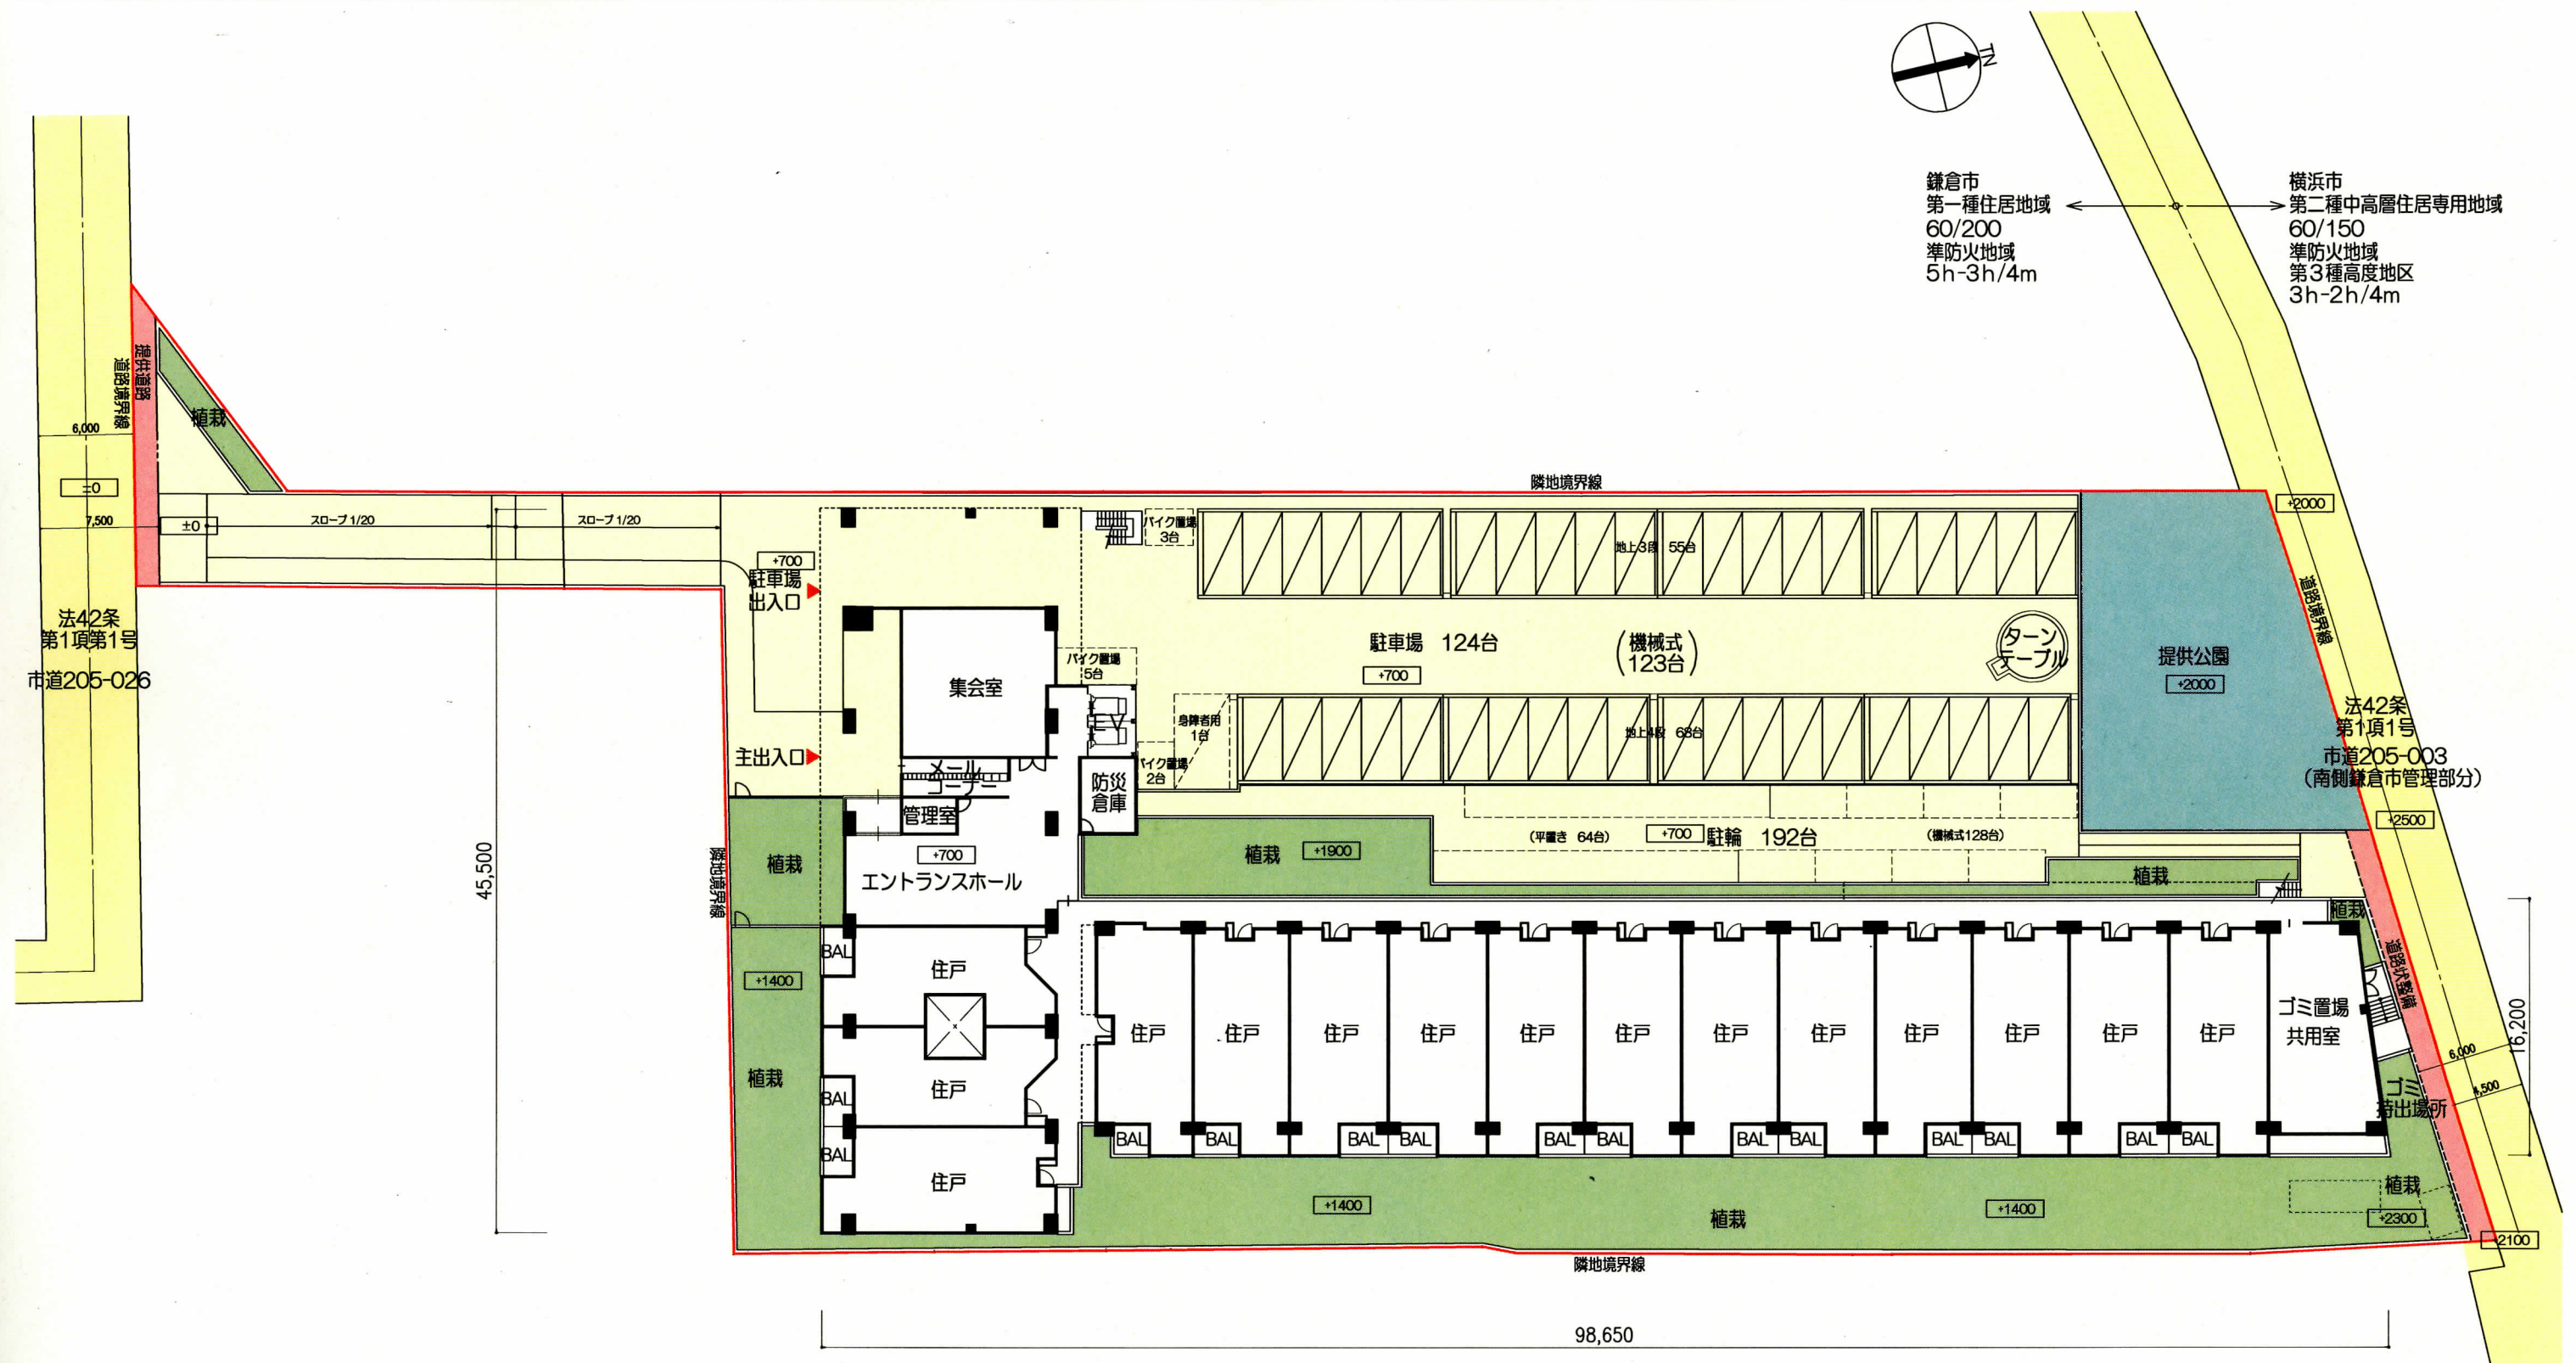 TN
鎌倉市
第一種住居地域
60/200
準防火地域
5h-3h/4m
横浜市
第二種中高層住居専用地域
60/150
準防火地域
第3種高度地区
3h-2h/4m
提供道路
道路境界線
植栽
6,000
±0
7,500
±0
スロープ 1/20
スロープ 1/20
法42条
第1項第1号
市道205-026
隣地境界線
+700
駐車場
出入口
バイク置場
3台
地上3段 55台
+2000
道路境界線
駐車場 124台
(機械式
123台)
+700
ターン
テーブル
提供公園
+2000
集会室
バイク置場
5台
EV
身障者用
1台
地上4段 68台
法42条
第1項1号
市道205-003
(南側鎌倉市管理部分)
主出入口
メール
コーナー
バイク置場
2台
防災
倉庫
管理室
+2500
植栽
+700
エントランスホール
植栽
+1900
(平置き 64台)
+700
駐輪 192台
(機械式128台)
植栽
植栽
隣地境界線
45,500
BAL
住戸
+1400
植栽
BAL
住戸
BAL
住戸
住戸
住戸
住戸
住戸
住戸
住戸
住戸
住戸
住戸
住戸
住戸
住戸
ゴミ置場
共用室
道路状整備
16,200
6,000
4,500
ゴミ
持出場所
BAL
BAL
BAL
BAL
BAL
BAL
BAL
BAL
BAL
BAL
BAL
BAL
+1400
植栽
+1400
植栽
+2300
+2100
隣地境界線
98,650